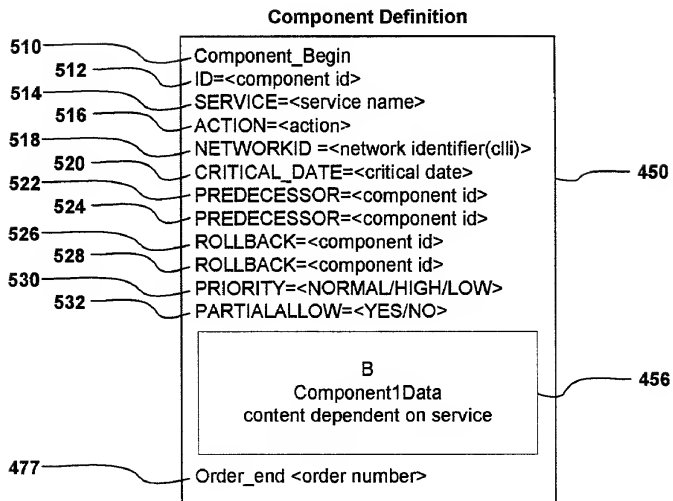 Component Definition
510 Component_Begin
512 ID=<component id>
514 SERVICE=<service name>
516 ACTION=<action>
518 NETWORKID =<network identifier(clli)>
520 CRITICAL_DATE=<critical date> 450
522 PREDECESSOR=<component id>
524 PREDECESSOR=<component id>
526 ROLLBACK=<component id>
528 ROLLBACK=<component id>
530 PRIORITY=<NORMAL/HIGH/LOW>
532 PARTIALALLOW=<YES/NO>
B
Component1Data 456
content dependent on service
477 Order_end <order number>